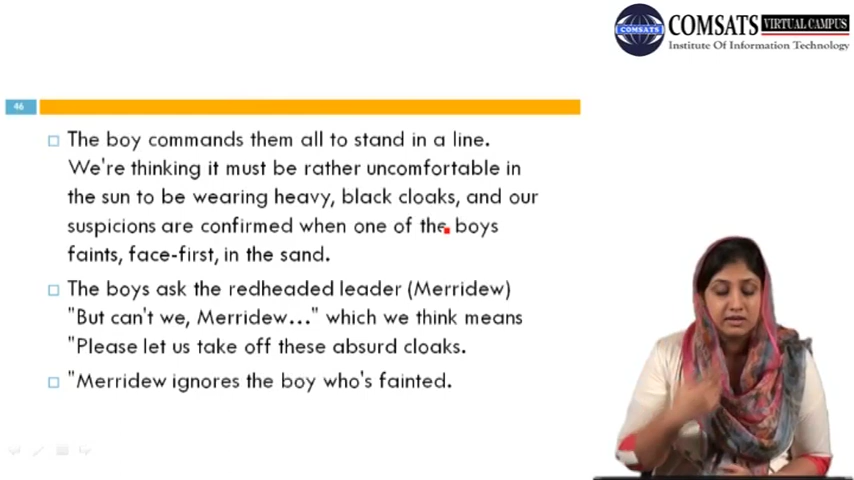 COMSATS
COMSATS VIRTUAL CAMPUS
Institute Of Information Technology
46
The boy commands them all to stand in a line.
We're thinking it must be rather uncomfortable in
the sun to be wearing heavy, black cloaks, and our
suspicions are confirmed when one of the boys
faints, face-first, in the sand.
The boys ask the redheaded leader (Merridew)
"But can't we, Merridew…" which we think means
"Please let us take off these absurd cloaks.
"Merridew ignores the boy who's fainted.